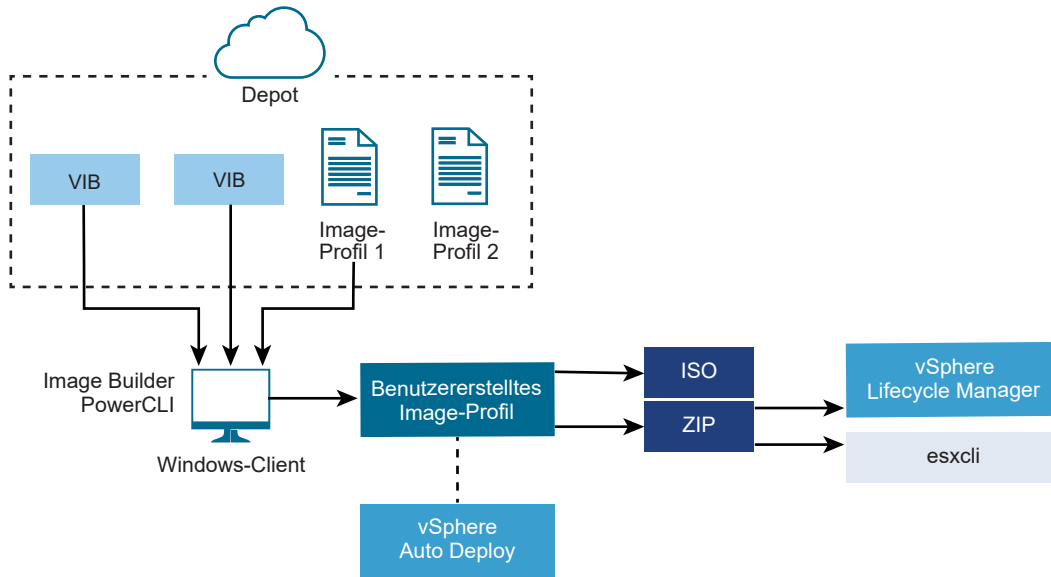 Depot
VIB
VIB
Image-
Profil 1
Image-
Profil 2
Image Builder
PowerCLI
Windows-Client
Benutzererstelltes
Image-Profil
ISO
ZIP
vSphere
Lifecycle Manager
esxcli
vSphere
Auto Deploy